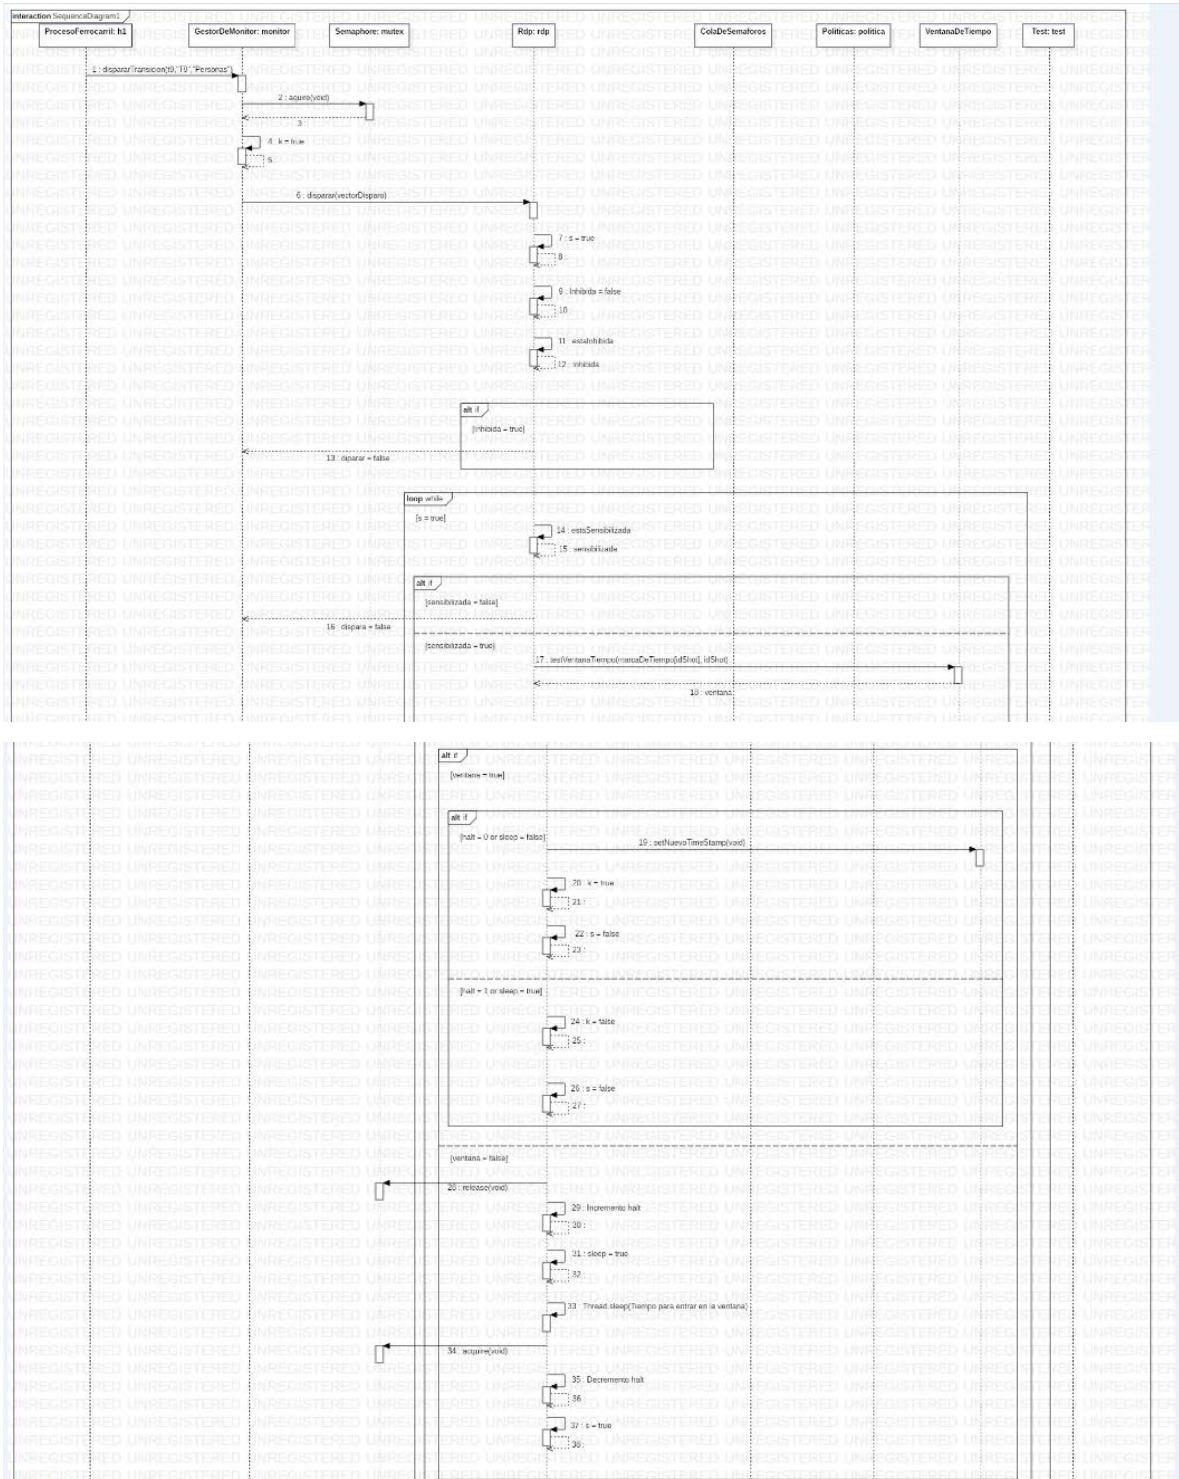 interaction SequenceDiagram1
ProcesoFerrocarril: h1
GestorDeMonitor: monitor
Semaphore: mutex
Rdp: rdp
ColaDeSemaforos
Politicas: politica
VentanaDeTiempo
Test: test
1 : dispararTransicion(t9,"T9","Personas")
2 : aquire(void)
3
4 : k = true
5
6 : disparar(vectorDisparo)
7 : s = true
8
9 : Inhibida = false
10
11 : estaInhibida
12 : inhibida
alt if
[Inhibida = true]
13 : diparar = false
loop while
[s = true]
14 : estaSensibilizada
15 : sensibilizada
alt if
[sensibilizada = false]
16 : dispara = false
[sensibilizada = true]
17 : testVentanaTiempo(marcaDeTiempo[idShot], idShot)
18 : ventana
alt if
[ventana = true]
alt if
[halt = 0 or sleep = false]
19 : setNuevoTimeStamp(void)
20 : k = true
21 :
22 : s = false
23 :
[halt = 1 or sleep = true]
24 : k = false
25 :
26 : s = false
27 :
[ventana = false]
28 : release(void)
29 : Incremento halt
30 :
31 : sleep = true
32
33 : Thread.sleep(Tiempo para entrar en la ventana)
34 : acquire(void)
35 : Decremento halt
36
37 : s = true
38 :
UNREGISTERED